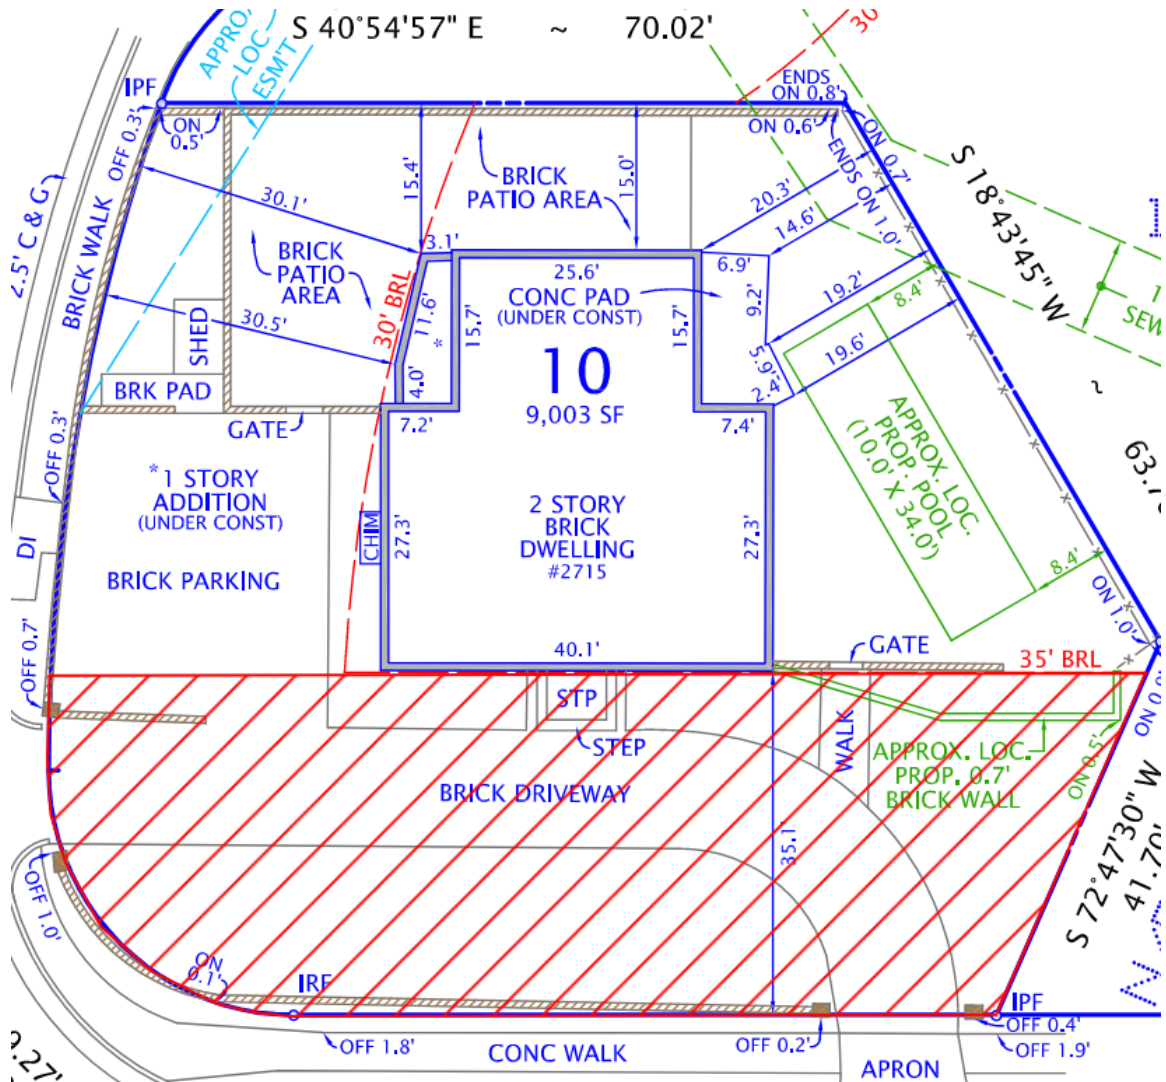 S 40°54'57" E ~ 70.02'
30
APPROX
LOC
ESM'T
IPF
ENDS
ON 0.8'
ON
0.5'
OFF 0.3'
ON 0.6'
ON 0.7'
ENDS ON 1.0'
S 18°43'45" W ~
63.7
2.5' C & G
BRICK WALK
30.1'
15.4'
BRICK
PATIO AREA
15.0'
20.3'
14.6'
3.1'
BRICK
PATIO
AREA
30' BRL
11.6'
*
25.6'
CONC PAD
(UNDER CONST)
6.9'
9.2'
19.2'
8.4'
1
SEW
30.5'
SHED
15.7'
15.7'
10
9,003 SF
5.9'
2.4'
19.6'
BRK PAD
4.0'
GATE
7.2'
7.4'
APPROX. LOC.
PROP. POOL
(10.0' X 34.0')
OFF 0.3'
*1 STORY
ADDITION
(UNDER CONST)
2 STORY
BRICK
DWELLING
#2715
CHIM
27.3'
27.3'
DI
BRICK PARKING
8.4'
ON 1.0'
OFF 0.7'
40.1'
GATE
35' BRL
ON 0.0'
STP
STEP
WALK
APPROX. LOC.
PROP. 0.7'
BRICK WALL
ON 0.5'
BRICK DRIVEWAY
35.1'
S 72°47'30" W
41.70'
OFF 1.0'
ON
0.1'
IRF
IPF
OFF 0.4'
OFF 1.8'
CONC WALK
OFF 0.2'
OFF 1.9'
APRON
9.27'